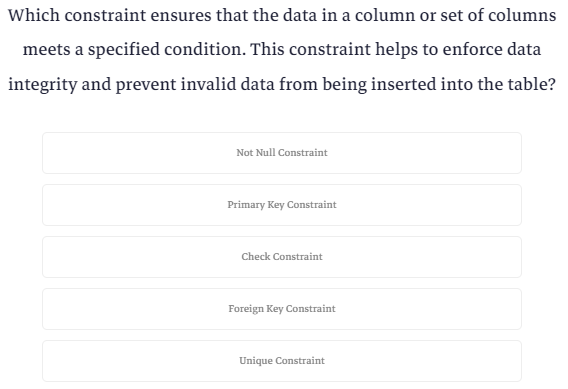 Which constraint ensures that the data in a column or set of columns
meets a specified condition. This constraint helps to enforce data
integrity and prevent invalid data from being inserted into the table?
Not Null Constraint
Primary Key Constraint
Check Constraint
Foreign Key Constraint
Unique Constraint